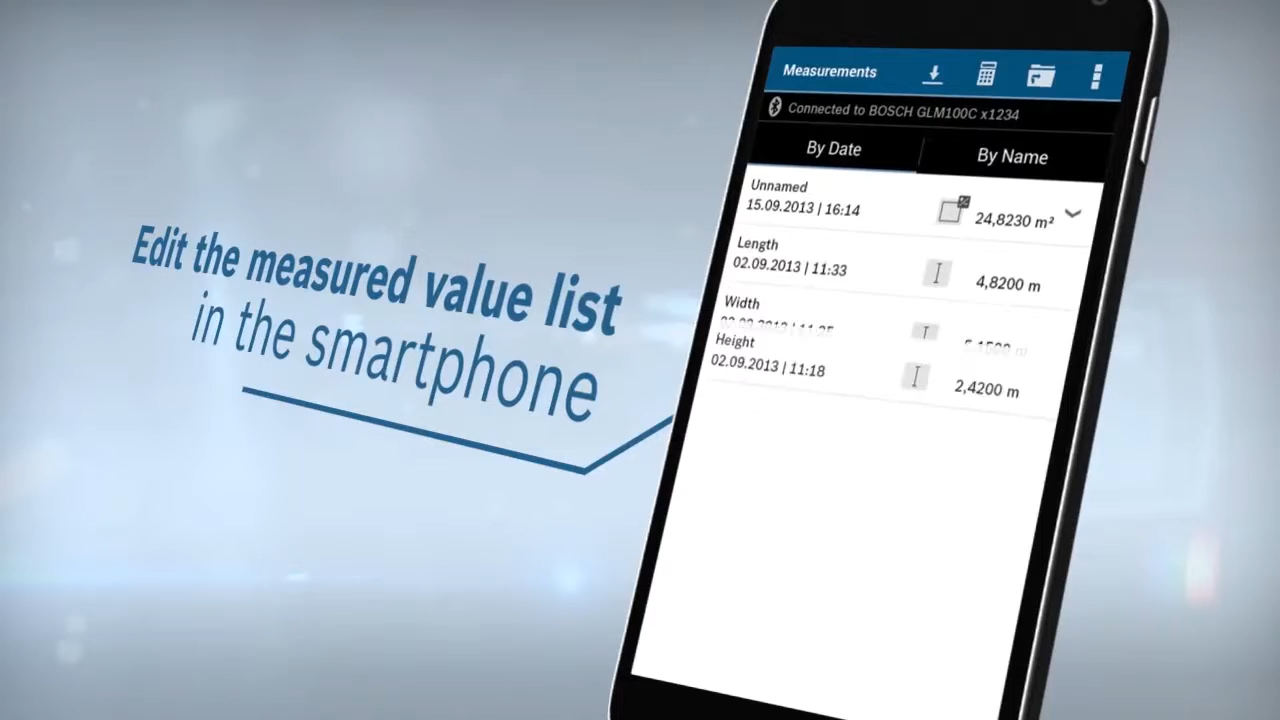 Edit the measured value list
in the smartphone
Measurements
Connected to BOSCH GLM100C x1234
By Date
By Name
Unnamed
15.09.2013 | 16:14
24,8230 m²
Length
02.09.2013 | 11:33
4,8200 m
Width
Height
02.09.2013 | 11:18
2,4200 m